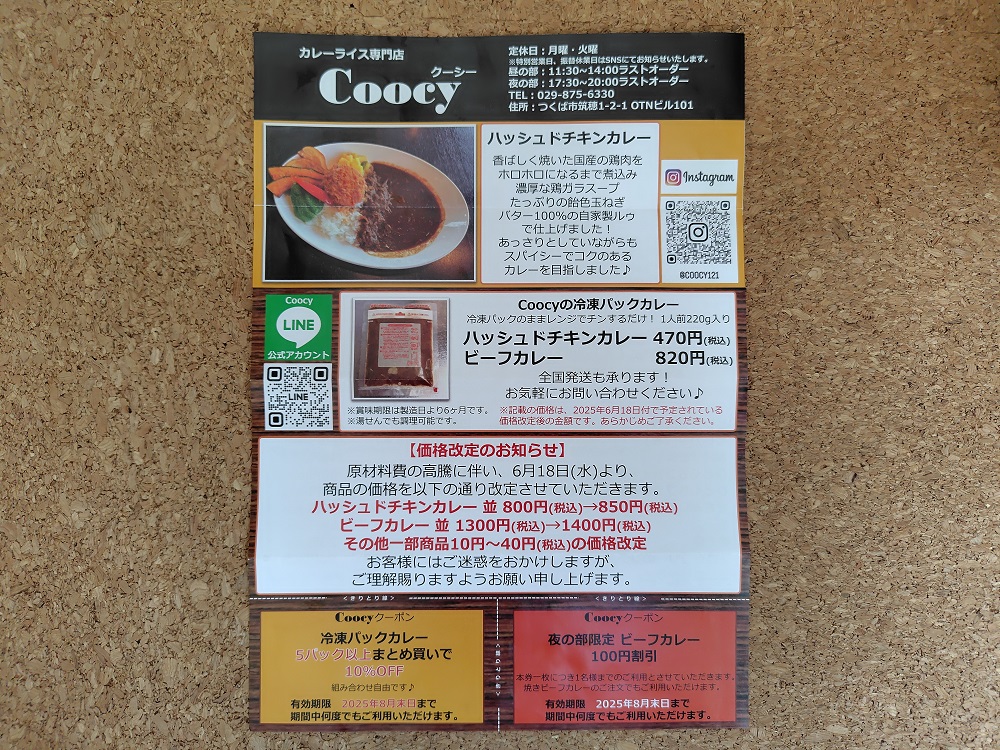 カレーライス専門店
クーシー
Coocy
定休日：月曜・火曜
※特別営業日、振替休業日はSNSにてお知らせいたします。
昼の部：11:30~14:00ラストオーダー
夜の部：17:30~20:00ラストオーダー
TEL：029-875-6330
住所：つくば市筑穂1-2-1 OTNビル101
ハッシュドチキンカレー
香ばしく焼いた国産の鶏肉を
ホロホロになるまで煮込み
濃厚な鶏ガラスープ
たっぷりの飴色玉ねぎ
バター100%の自家製ルゥ
で仕上げました！
あっさりとしていながらも
スパイシーでコクのある
カレーを目指しました♪
Instagram
@COOCY121
Coocy
LINE
公式アカウント
LINE
Coocyの冷凍パックカレー
冷凍パックのままレンジでチンするだけ！ 1人前220g入り
ハッシュドチキンカレー 470円(税込)
ビーフカレー 820円(税込)
全国発送も承ります！
お気軽にお問い合わせください♪
※賞味期限は製造日より6ヶ月です。
※湯せんでも調理可能です。
※記載の価格は、2025年6月18日付で予定されている
価格改定後の金額です。あらかじめご了承ください。
【価格改定のお知らせ】
原材料費の高騰に伴い、6月18日(水)より、
商品の価格を以下の通り改定させていただきます。
ハッシュドチキンカレー 並 800円(税込)→850円(税込)
ビーフカレー 並 1300円(税込)→1400円(税込)
その他一部商品10円～40円(税込)の価格改定
お客様にはご迷惑をおかけしますが、
ご理解賜りますようお願い申し上げます。
<きりとり線>
<きりとり線>
<きりとり線>
Coocyクーポン
冷凍パックカレー
5パック以上まとめ買いで
10%OFF
組み合わせ自由です♪
有効期限 2025年8月末日まで
期間中何度でもご利用いただけます。
Coocyクーポン
夜の部限定 ビーフカレー
100円割引
本券一枚につき1名様までのご利用とさせていただきます。
焼きビーフカレーのご注文でもご利用いただけます。
有効期限 2025年8月末日まで
期間中何度でもご利用いただけます。